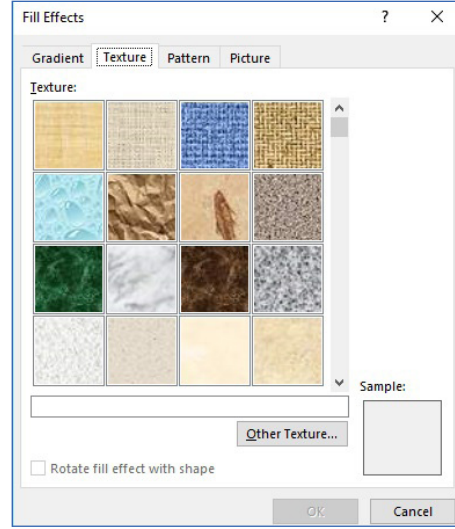 Fill Effects ? ×
Gradient Texture Pattern Picture
Texture:
Sample:
Other Texture...
Rotate fill effect with shape
OK Cancel